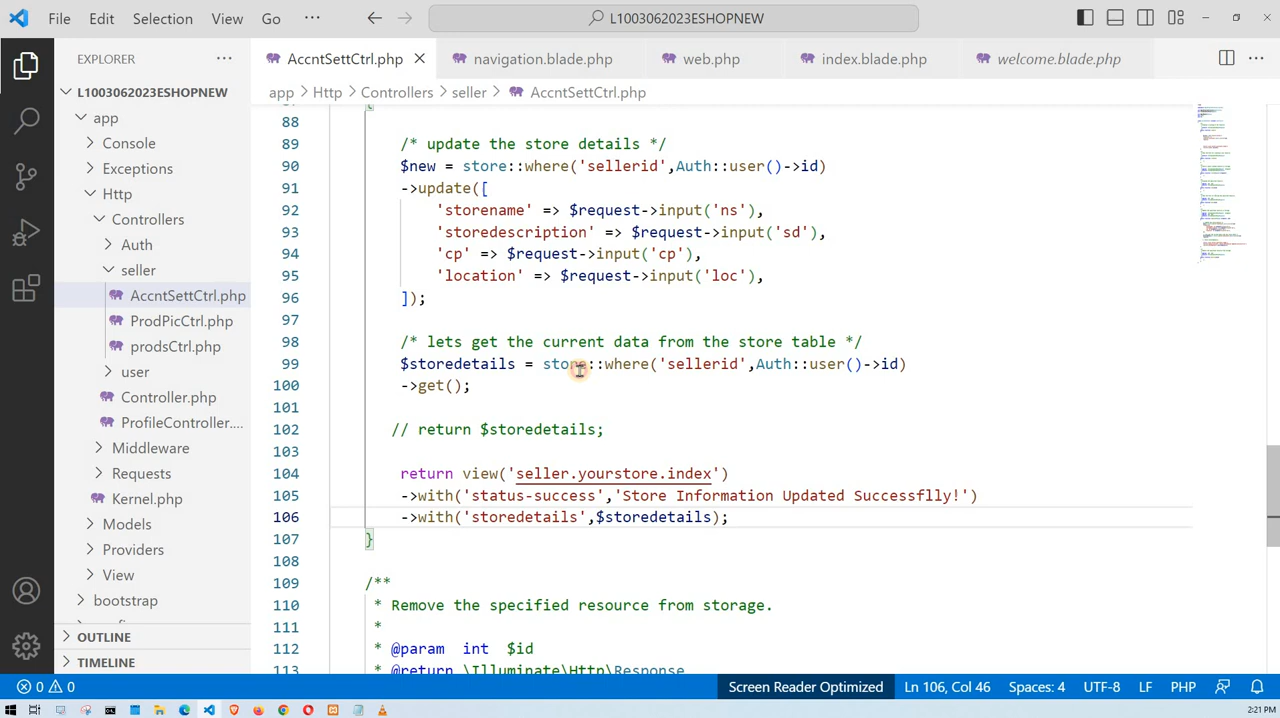 File Edit Selection View Go ··· L1003062023ESHOPNEW
EXPLORER ···
AccntSettCtrl.php navigation.blade.php web.php index.blade.php welcome.blade.php ···
L1003062023ESHOPNEW
app > Http > Controllers > seller > AccntSettCtrl.php
app
Console
Exceptions
Http
Controllers
Auth
seller
AccntSettCtrl.php
ProdPicCtrl.php
prodsCtrl.php
user
Controller.php
ProfileController....
Middleware
Requests
Kernel.php
Models
Providers
View
bootstrap
OUTLINE
TIMELINE
88
89 /* update the store details */
90 $new = store::where('sellerid',Auth::user()->id)
91 ->update([
92 => $request->input('ns'),
93 => $request->input('sd'),
94 'cp' => $request->input('cp'),
95 'location' => $request->input('loc'),
96 ]);
97
98 /* lets get the current data from the store table */
99 $storedetails = store::where('sellerid',Auth::user()->id)
100 ->get();
101
102 // return $storedetails;
103
104 return view('seller.yourstore.index')
105 ->with('status-success','Store Information Updated Successflly!')
106 ->with('storedetails',$storedetails);
107 }
108
109 /**
110 * Remove the specified resource from storage.
111 *
112 * @param int $id
113 * @return \Illuminate\Http\Response
0 0 Screen Reader Optimized Ln 106, Col 46 Spaces: 4 UTF-8 LF PHP
2:21 PM